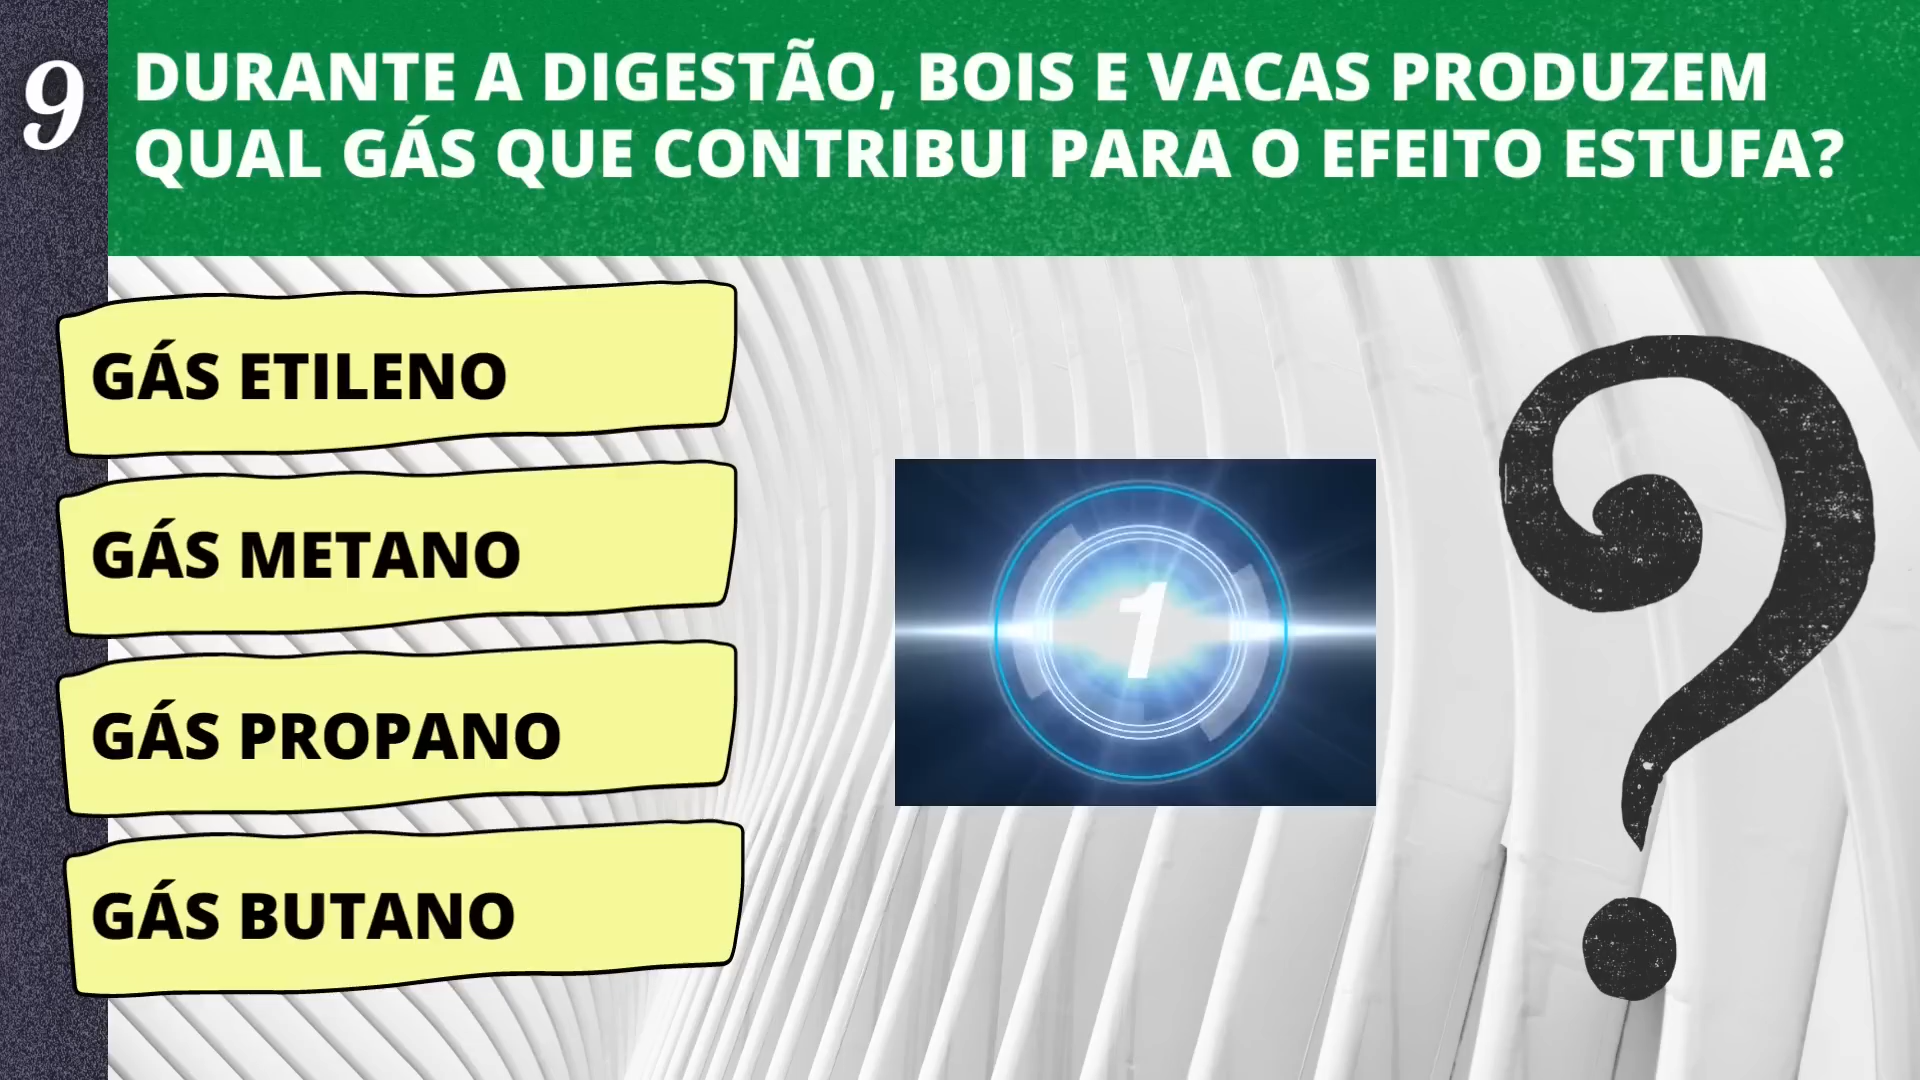 9
DURANTE A DIGESTÃO, BOIS E VACAS PRODUZEM
QUAL GÁS QUE CONTRIBUI PARA O EFEITO ESTUFA?
GÁS ETILENO
GÁS METANO
GÁS PROPANO
GÁS BUTANO
1
?